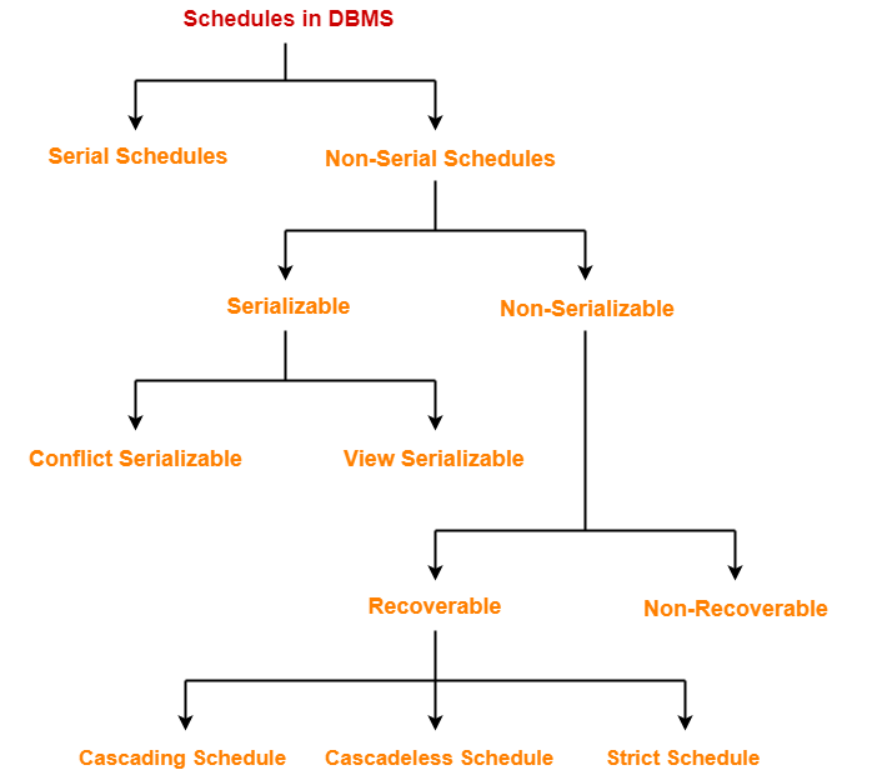 Schedules in DBMS
Serial Schedules
Non-Serial Schedules
Serializable
Non-Serializable
Conflict Serializable
View Serializable
Recoverable
Non-Recoverable
Cascading Schedule
Cascadeless Schedule
Strict Schedule